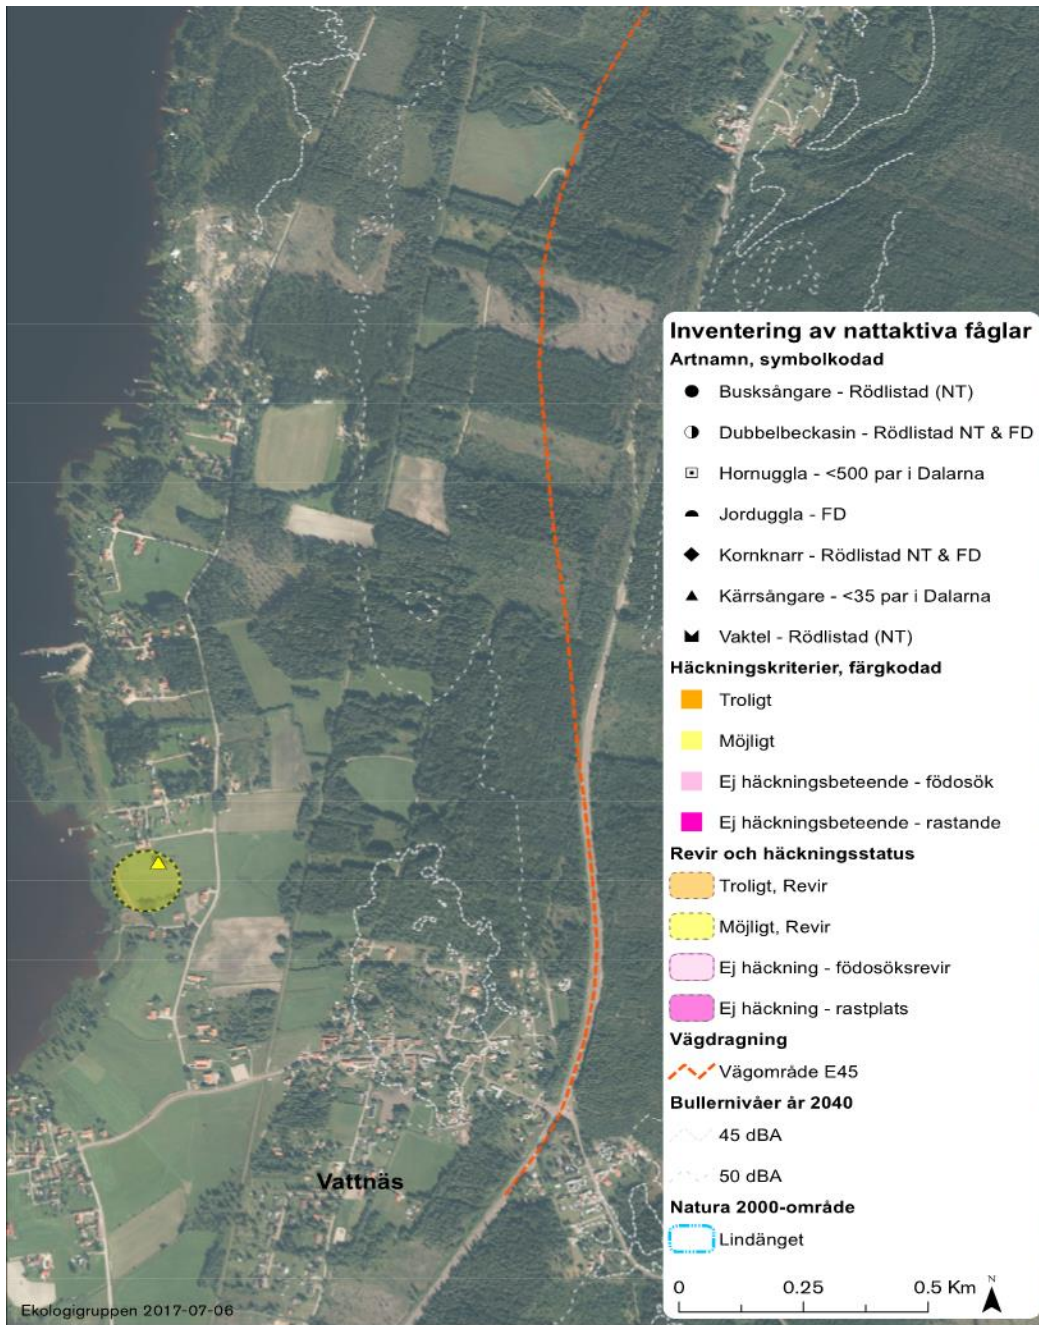 Inventering av nattaktiva fåglar
Artnamn, symbolkodad
Busksångare - Rödlistad (NT)
Dubbelbeckasin - Rödlistad NT & FD
Hornuggla - <500 par i Dalarna
Jorduggla - FD
Kornknarr - Rödlistad NT & FD
Kärrsångare - <35 par i Dalarna
Vaktel - Rödlistad (NT)
Häckningskriterier, färgkodad
Troligt
Möjligt
Ej häckningsbeteende - födosök
Ej häckningsbeteende - rastande
Revir och häckningsstatus
Troligt, Revir
Möjligt, Revir
Ej häckning - födosöksrevir
Ej häckning - rastplats
Vägdragning
Vägområde E45
Bullernivåer år 2040
45 dBA
50 dBA
Natura 2000-område
Lindänget
0 0.25 0.5 Km
N
Vattnäs
Ekologigruppen 2017-07-06